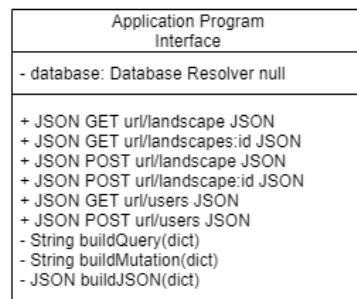 Application Program
Interface
- database: Database Resolver null
+ JSON GET url/landscape JSON
+ JSON GET url/landscapes:id JSON
+ JSON POST url/landscape JSON
+ JSON POST url/landscape:id JSON
+ JSON GET url/users JSON
+ JSON POST url/users JSON
- String buildQuery(dict)
- String buildMutation(dict)
- JSON buildJSON(dict)